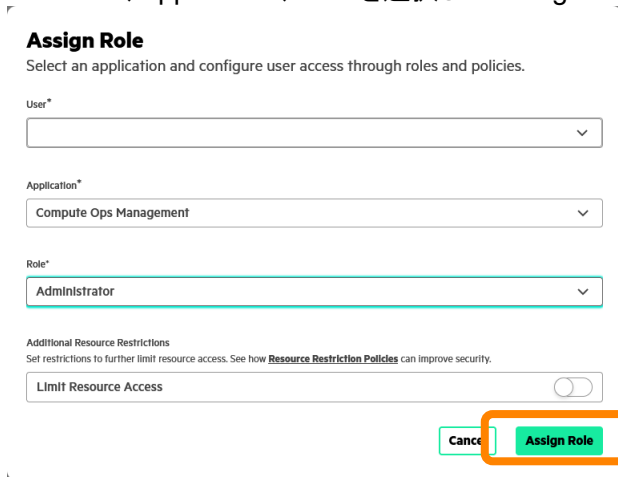 Assign Role
Select an application and configure user access through roles and policies.
User*
Application*
Compute Ops Management
Role*
Administrator
Additional Resource Restrictions
Set restrictions to further limit resource access. See how Resource Restriction Policies can improve security.
Limit Resource Access
Cancel Assign Role